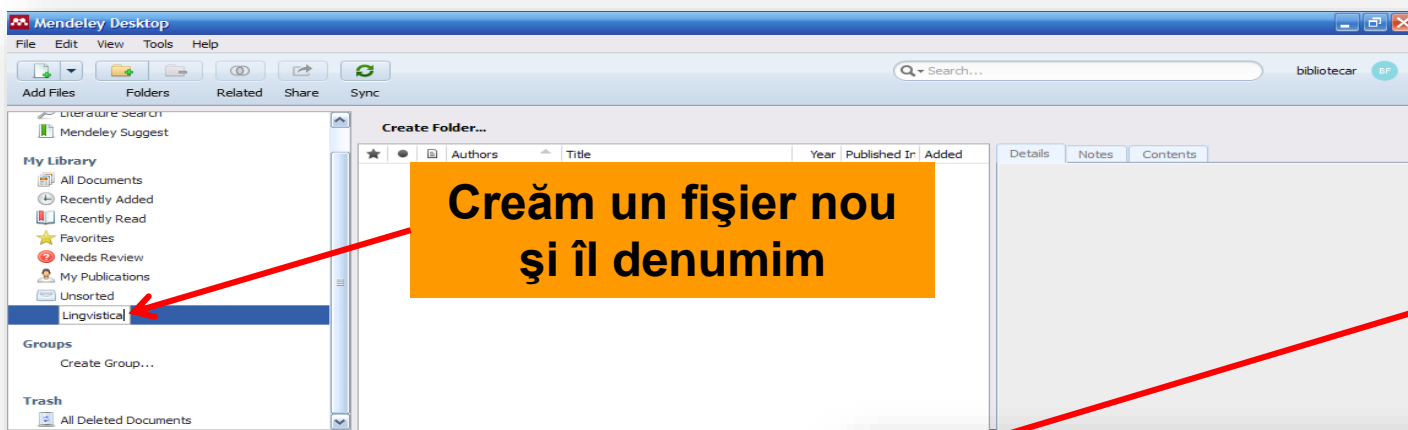 Mendeley Desktop
File Edit View Tools Help
Search...
bibliotecar BF
Add Files Folders Related Share Sync
Literature Search
Mendeley Suggest
Create Folder...
Authors Title Year Published In Added
Details Notes Contents
My Library
All Documents
Recently Added
Recently Read
Favorites
Needs Review
My Publications
Unsorted
Lingvistica
Creăm un fişier nou
şi îl denumim
Groups
Create Group...
Trash
All Deleted Documents